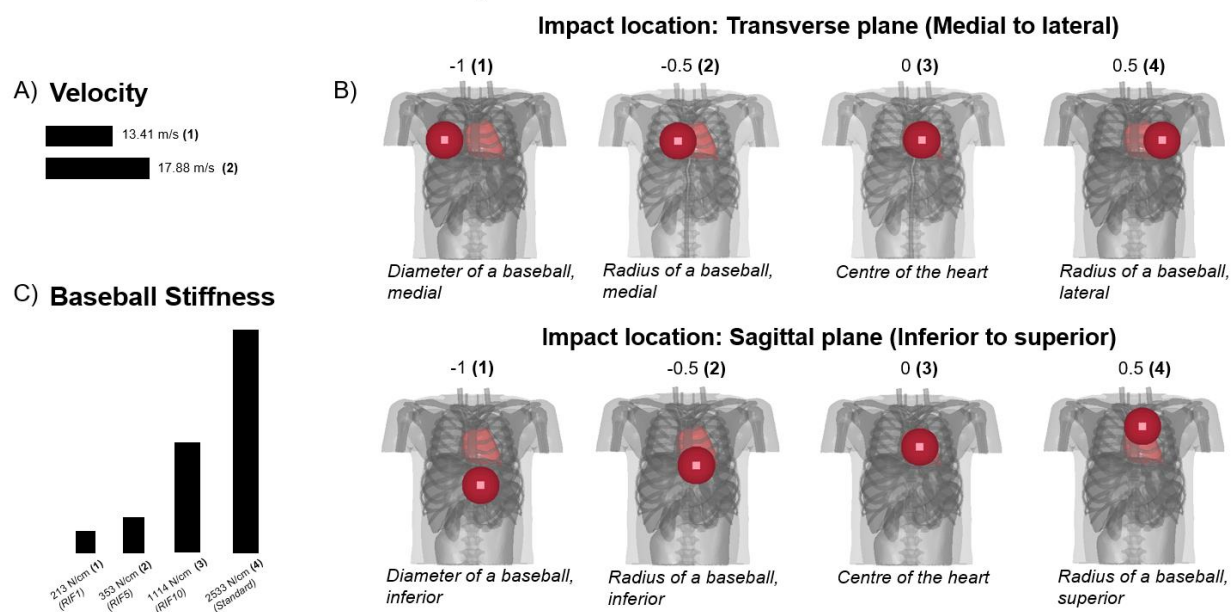 Impact location: Transverse plane (Medial to lateral)
A) Velocity
13.41 m/s (1)
17.88 m/s (2)
B)
-1 (1)
-0.5 (2)
0 (3)
0.5 (4)
Diameter of a baseball,
medial
Radius of a baseball,
medial
Centre of the heart
Radius of a baseball,
lateral
C) Baseball Stiffness
213 N/cm (1)
(RIF1)
353 N/cm (2)
(RIF5)
1114 N/cm (3)
(RIF10)
2533 N/cm (4)
(Standard)
Impact location: Sagittal plane (Inferior to superior)
-1 (1)
-0.5 (2)
0 (3)
0.5 (4)
Diameter of a baseball,
inferior
Radius of a baseball,
inferior
Centre of the heart
Radius of a baseball,
superior